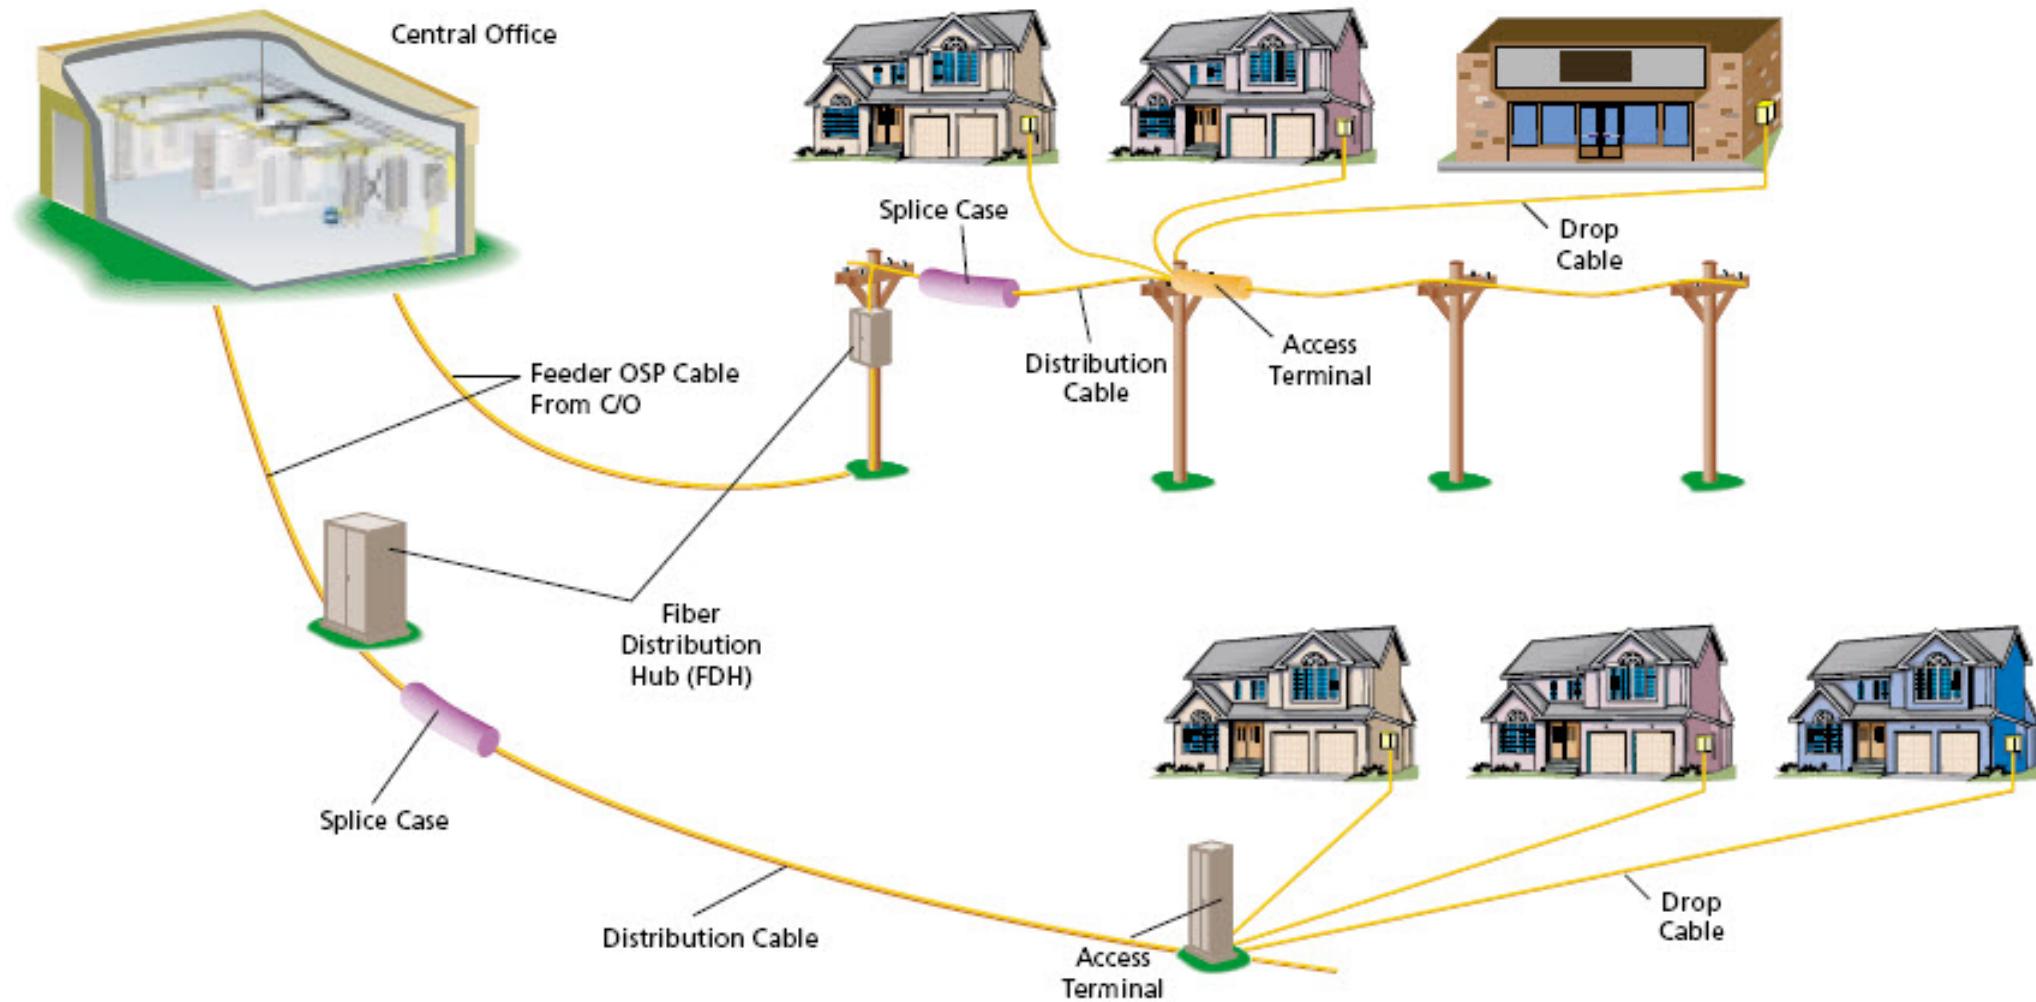 Central Office
Splice Case
Drop
Cable
Distribution
Cable
Access
Terminal
Feeder OSP Cable
From C/O
Fiber
Distribution
Hub (FDH)
Splice Case
Distribution Cable
Access
Terminal
Drop
Cable